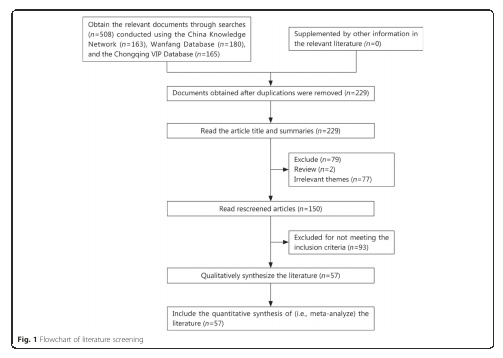 Obtain the relevant documents through searches
(n=508) conducted using the China Knowledge
Network (n=163), Wanfang Database (n=180),
and the Chongqing VIP Database (n=165)
Supplemented by other information in
the relevant literature (n=0)
Documents obtained after duplications were removed (n=229)
Read the article title and summaries (n=229)
Exclude (n=79)
Review (n=2)
Irrelevant themes (n=77)
Read rescreened articles (n=150)
Excluded for not meeting the
inclusion criteria (n=93)
Qualitatively synthesize the literature (n=57)
Include the quantitative synthesis of (i.e., meta-analyze) the
literature (n=57)
Fig. 1 Flowchart of literature screening